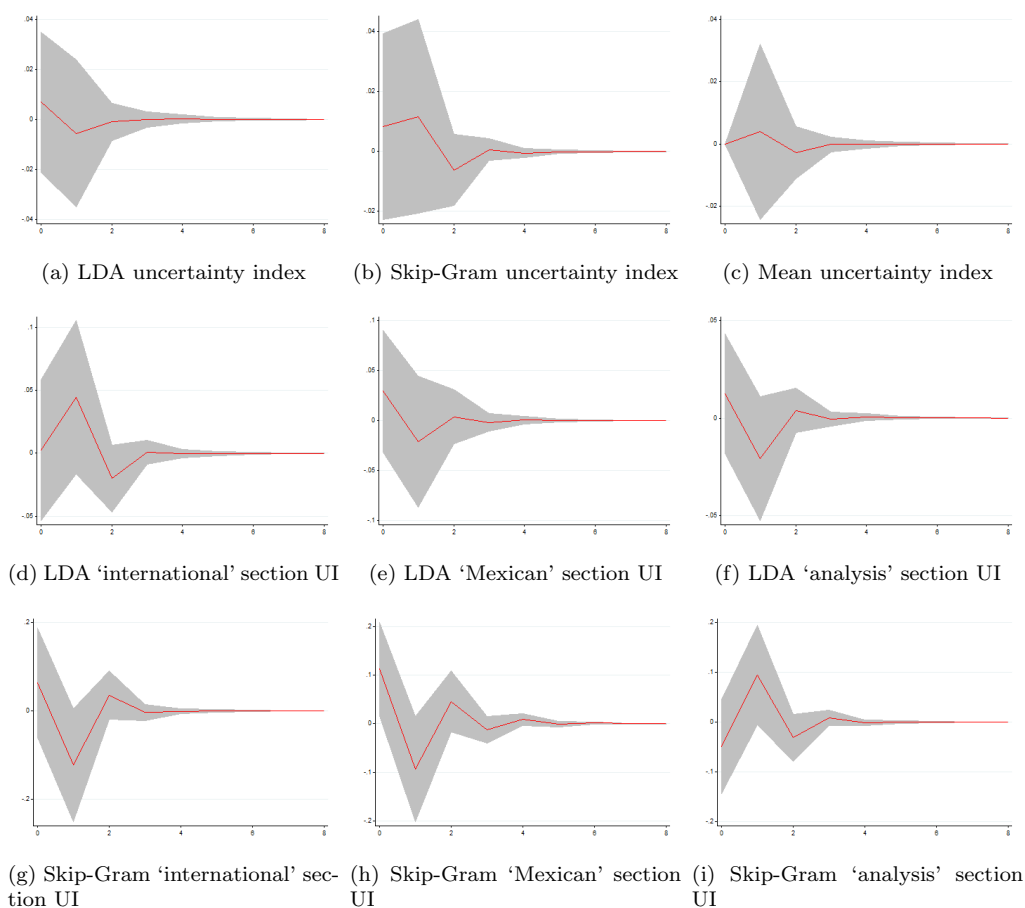 .04
.02
0
-.02
-.04
0 2 4 6 8
.04
.02
0
-.02
0 2 4 6 8
.04
.02
0
-.02
0 2 4 6 8
(a) LDA uncertainty index
(b) Skip-Gram uncertainty index
(c) Mean uncertainty index
.1
.05
0
-.05
0 2 4 6 8
.1
.05
0
-.05
-.1
0 2 4 6 8
.05
0
-.05
0 2 4 6 8
(d) LDA ‘international’ section UI
(e) LDA ‘Mexican’ section UI
(f) LDA ‘analysis’ section UI
.2
0
-.2
0 2 4 6 8
.2
.1
0
-.1
-.2
0 2 4 6 8
.2
.1
0
-.1
-.2
0 2 4 6 8
(g) Skip-Gram ‘international’ sec-
tion UI
(h) Skip-Gram ‘Mexican’ section
UI
(i) Skip-Gram ‘analysis’ section
UI